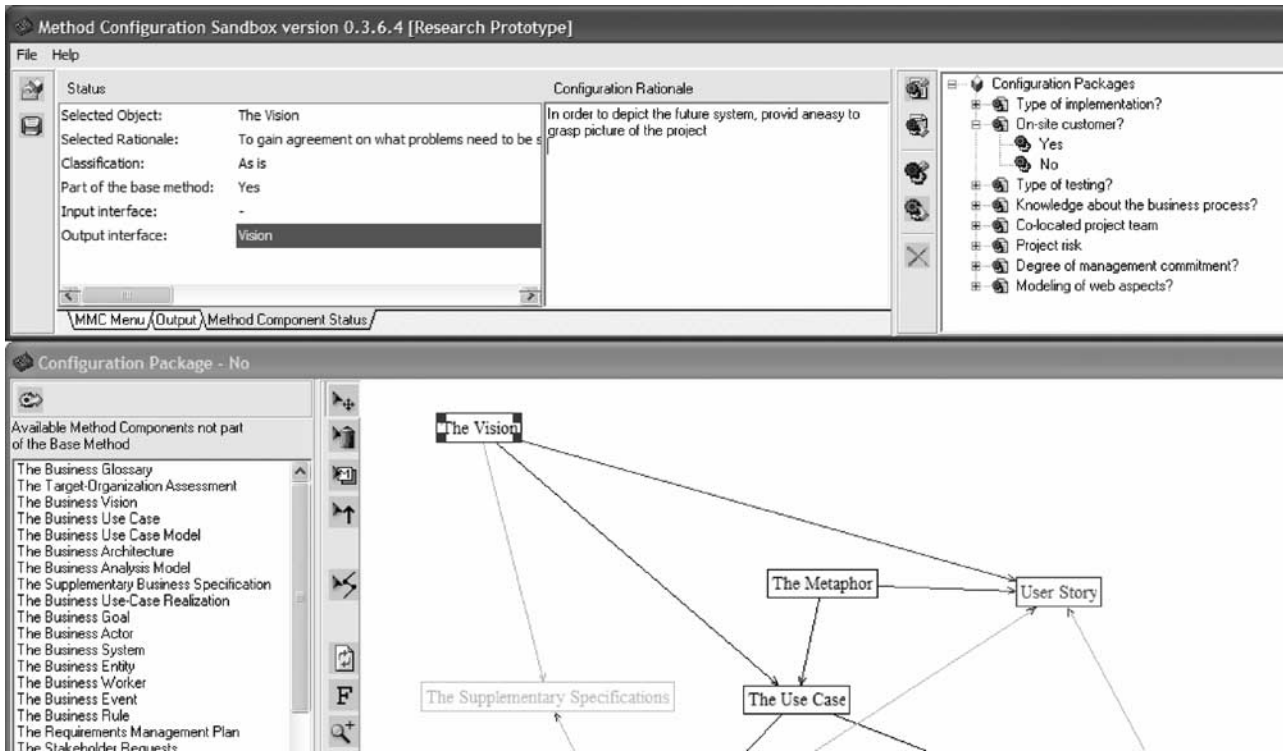 Method Configuration Sandbox version 0.3.6.4 [Research Prototype]
File Help
Status
Selected Object: The Vision
Selected Rationale: To gain agreement on what problems need to be s
Classification: As is
Part of the base method: Yes
Input interface: -
Output interface: Vision
MMC Menu Output Method Component Status
Configuration Rationale
In order to depict the future system, provid aneasy to
grasp picture of the project
Configuration Packages
Type of implementation?
On-site customer?
Yes
No
Type of testing?
Knowledge about the business process?
Co-located project team
Project risk
Degree of management commitment?
Modeling of web aspects?
Configuration Package - No
Available Method Components not part
of the Base Method
The Business Glossary
The Target-Organization Assessment
The Business Vision
The Business Use Case
The Business Use Case Model
The Business Architecture
The Business Analysis Model
The Supplementary Business Specification
The Business Use-Case Realization
The Business Goal
The Business Actor
The Business System
The Business Entity
The Business Worker
The Business Event
The Business Rule
The Requirements Management Plan
The Stakeholder Requests
F
The Vision
The Metaphor
User Story
The Supplementary Specifications
The Use Case